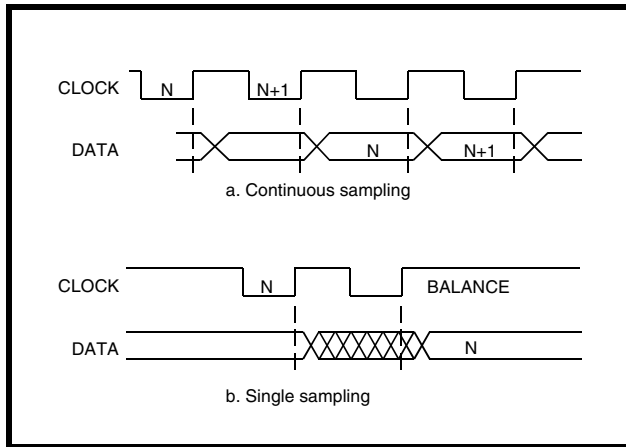 CLOCK N N+1
DATA N N+1
a. Continuous sampling
CLOCK N BALANCE
DATA N
b. Single sampling